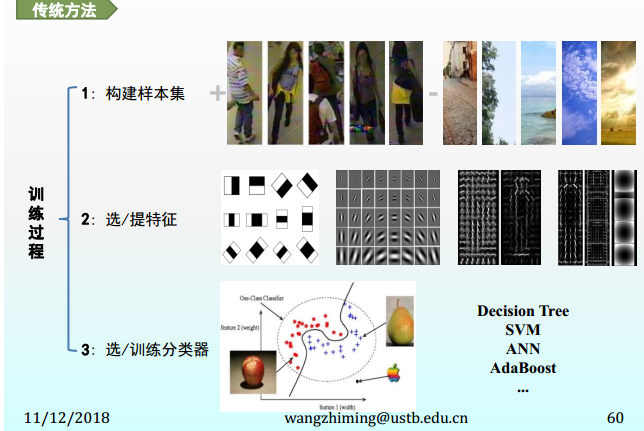 传统方法
训练过程
1: 构建样本集
+
-
2: 选/提特征
3: 选/训练分类器
One-Class Classifier
feature 2 (weight)
feature 1 (width)
Decision Tree
SVM
ANN
AdaBoost
...
11/12/2018
wangzhiming@ustb.edu.cn
60